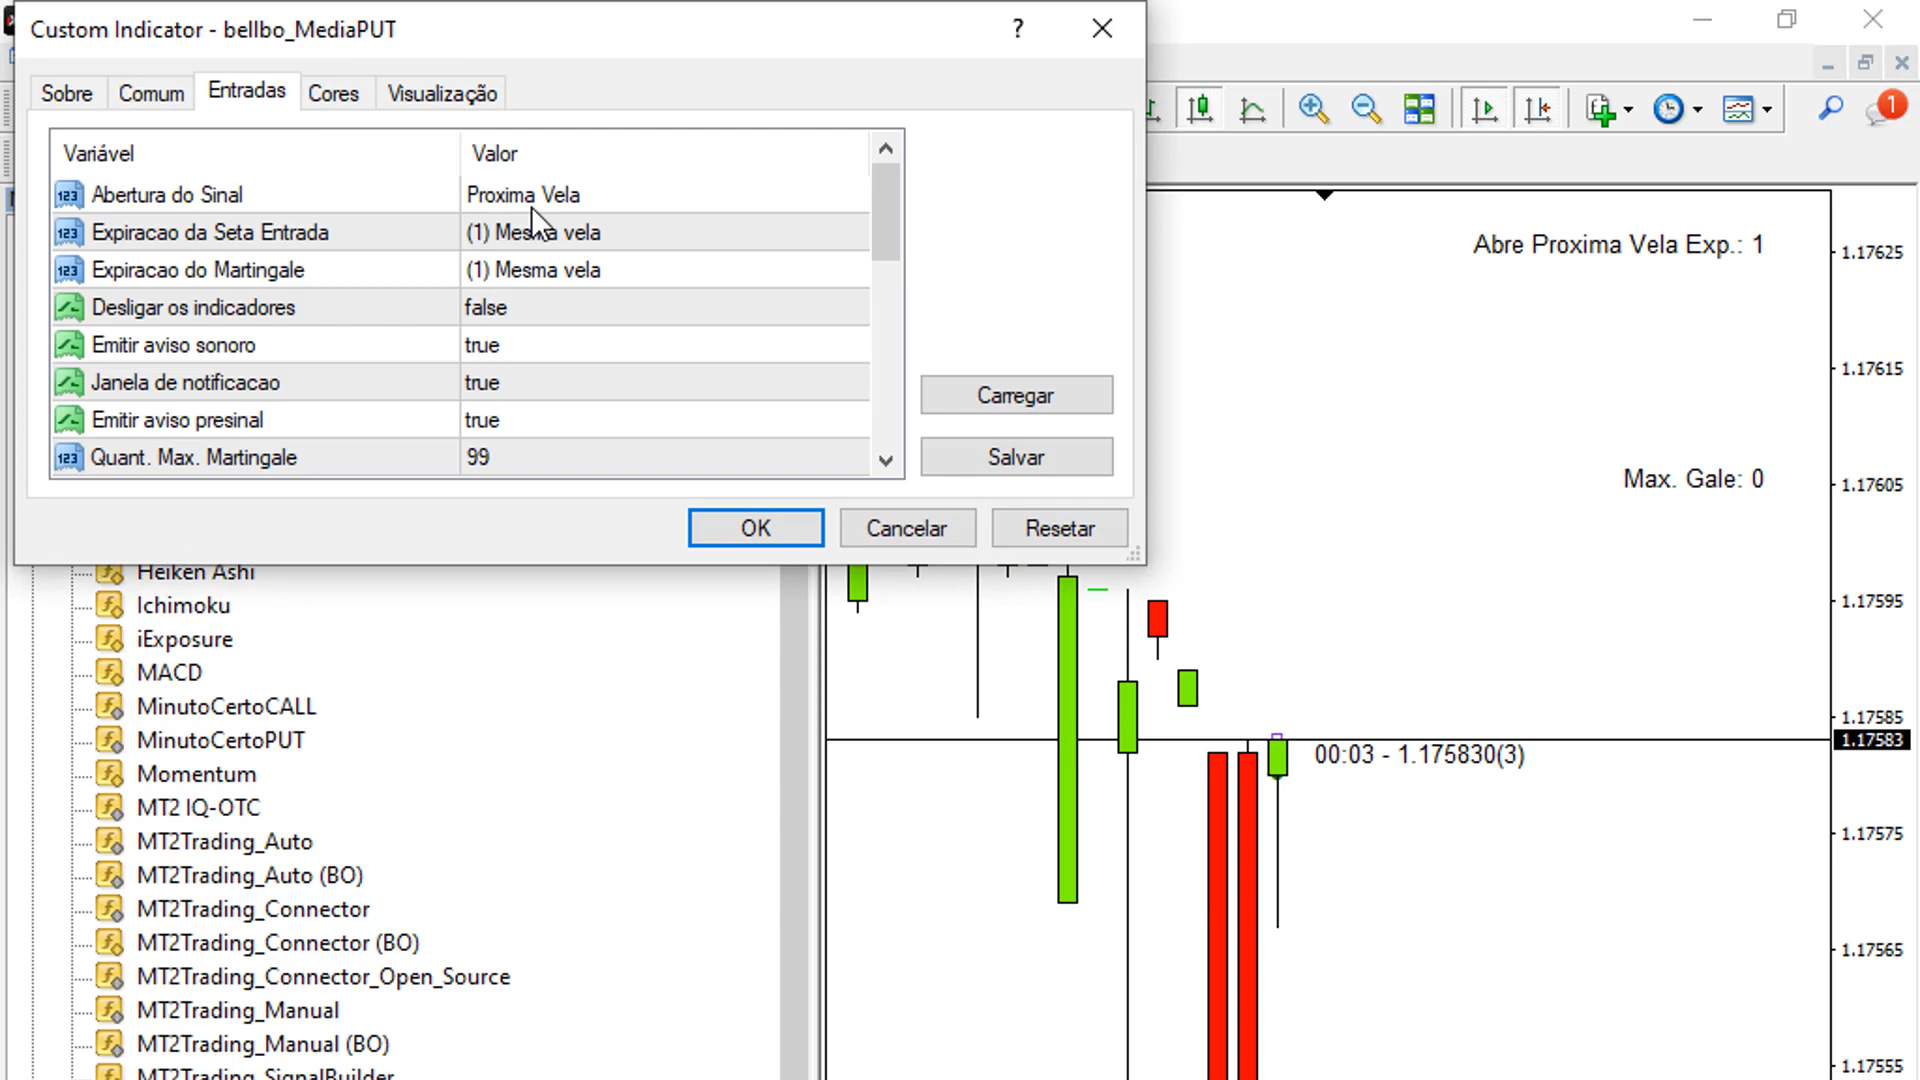 Custom Indicator - bellbo_MediaPUT
?
Sobre
Comum
Entradas
Cores
Visualização
Variável
Valor
Abertura do Sinal
Proxima Vela
Expiracao da Seta Entrada
(1) Mesma vela
Expiracao do Martingale
(1) Mesma vela
Desligar os indicadores
false
Emitir aviso sonoro
true
Janela de notificacao
true
Emitir aviso presinal
true
Quant. Max. Martingale
99
Carregar
Salvar
OK
Cancelar
Resetar
1
Abre Proxima Vela Exp.: 1
Max. Gale: 0
00:03 - 1.175830(3)
1.17625
1.17615
1.17605
1.17595
1.17585
1.17583
1.17575
1.17565
1.17555
Heiken Ashi
Ichimoku
iExposure
MACD
MinutoCertoCALL
MinutoCertoPUT
Momentum
MT2 IQ-OTC
MT2Trading_Auto
MT2Trading_Auto (BO)
MT2Trading_Connector
MT2Trading_Connector (BO)
MT2Trading_Connector_Open_Source
MT2Trading_Manual
MT2Trading_Manual (BO)
MT2Trading_SignalBuilder